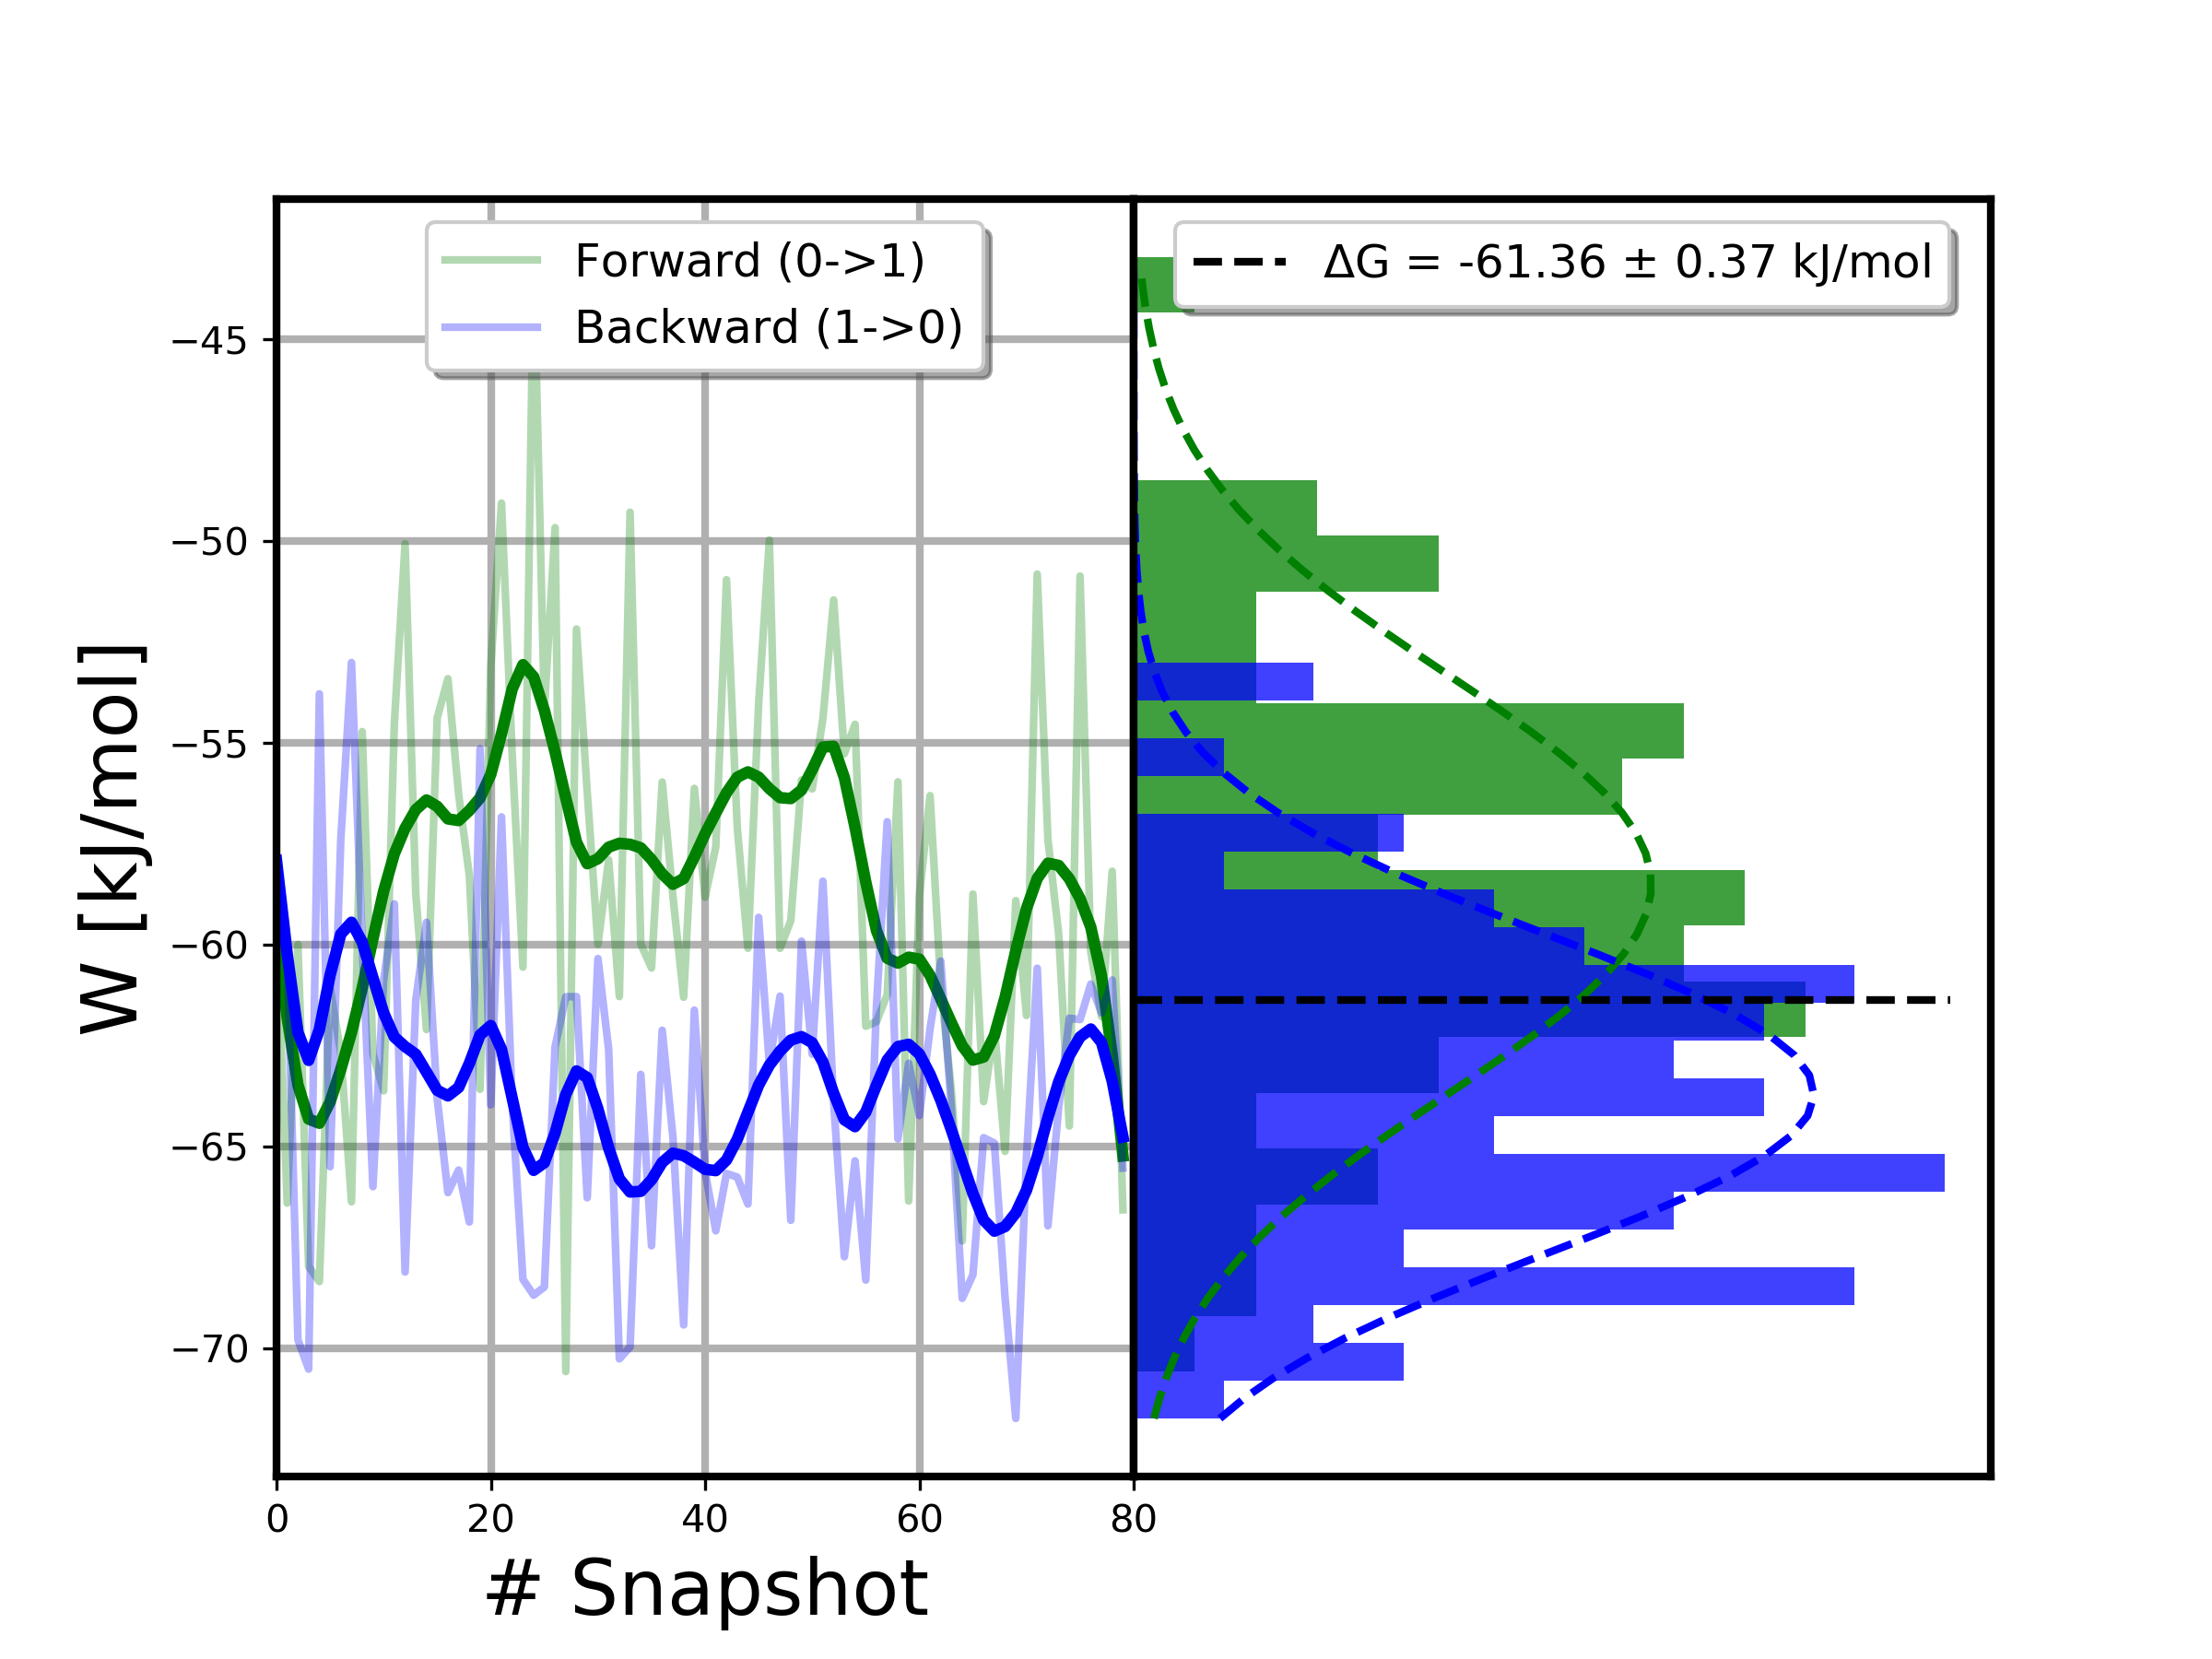 Forward (0->1)
Backward (1->0)
ΔG = -61.36 ± 0.37 kJ/mol
W [kJ/mol]
−45
−50
−55
−60
−65
−70
0 20 40 60 80
# Snapshot